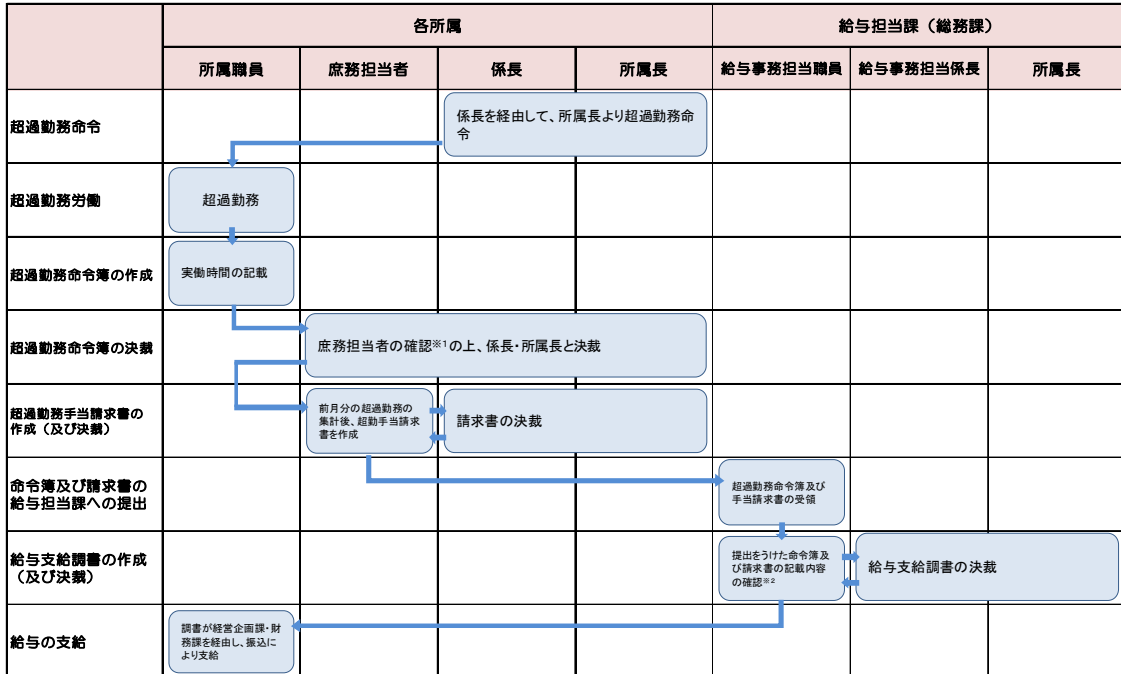 各所属
給与担当課（総務課）
所属職員
庶務担当者
係長
所属長
給与事務担当職員
給与事務担当係長
所属長
超過勤務命令
係長を経由して、所属長より超過勤務命
令
超過勤務労働
超過勤務
超過勤務命令簿の作成
実働時間の記載
超過勤務命令簿の決裁
庶務担当者の確認※1の上、係長・所属長と決裁
超過勤務手当請求書の
作成（及び決裁）
前月分の超過勤務の
集計後、超勤手当請求
書を作成
請求書の決裁
命令簿及び請求書の
給与担当課への提出
超過勤務命令簿及び
手当請求書の受領
給与支給調書の作成
（及び決裁）
提出をうけた命令簿及
び請求書の記載内容
の確認※2
給与支給調書の決裁
給与の支給
調書が経営企画課・財
務課を経由し、振込に
より支給